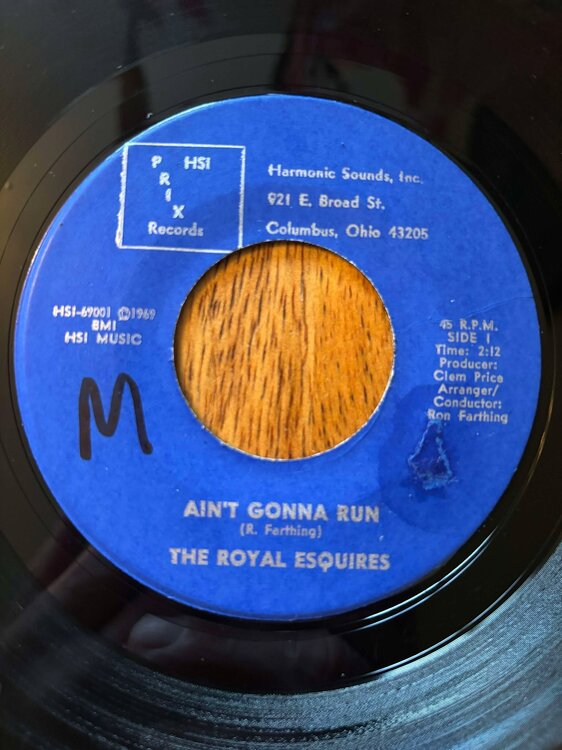 P HSI
R
I
X
Records
Harmonic Sounds, Inc.
921 E. Broad St.
Columbus, Ohio 43205
HSI-69001 ©℗1969
BMI
HSI MUSIC
45 R.P.M.
SIDE 1
Time: 2:12
Producer:
Clem Price
Arranger/
Conductor:
Ron Farthing
M
AIN'T GONNA RUN
(R. Farthing)
THE ROYAL ESQUIRES